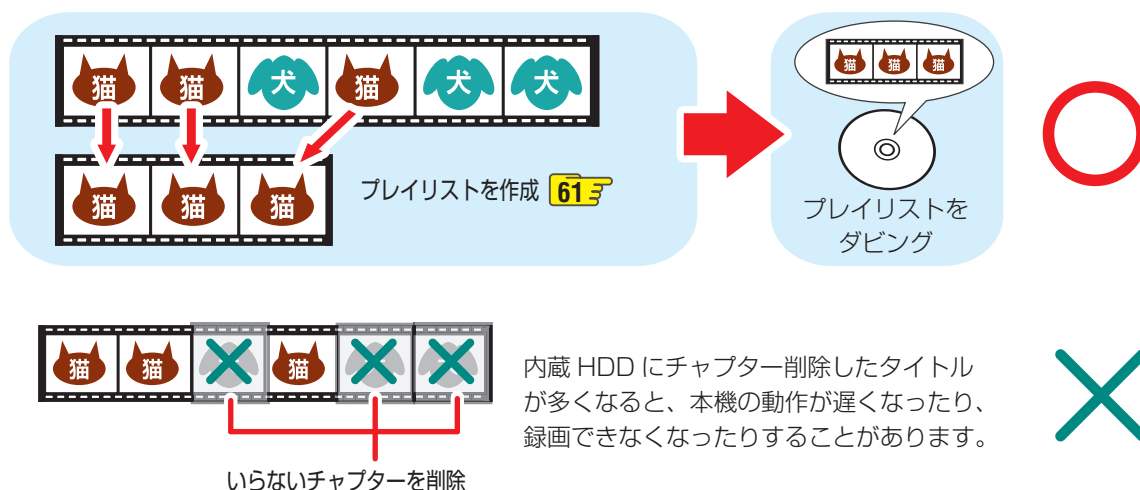 猫 猫 犬 猫 犬 犬
猫 猫 猫
プレイリストを作成 61
猫 猫 猫
プレイリストを
ダビング
猫 猫 猫
いらないチャプターを削除
内蔵 HDD にチャプター削除したタイトル
が多くなると、本機の動作が遅くなったり、
録画できなくなったりすることがあります。